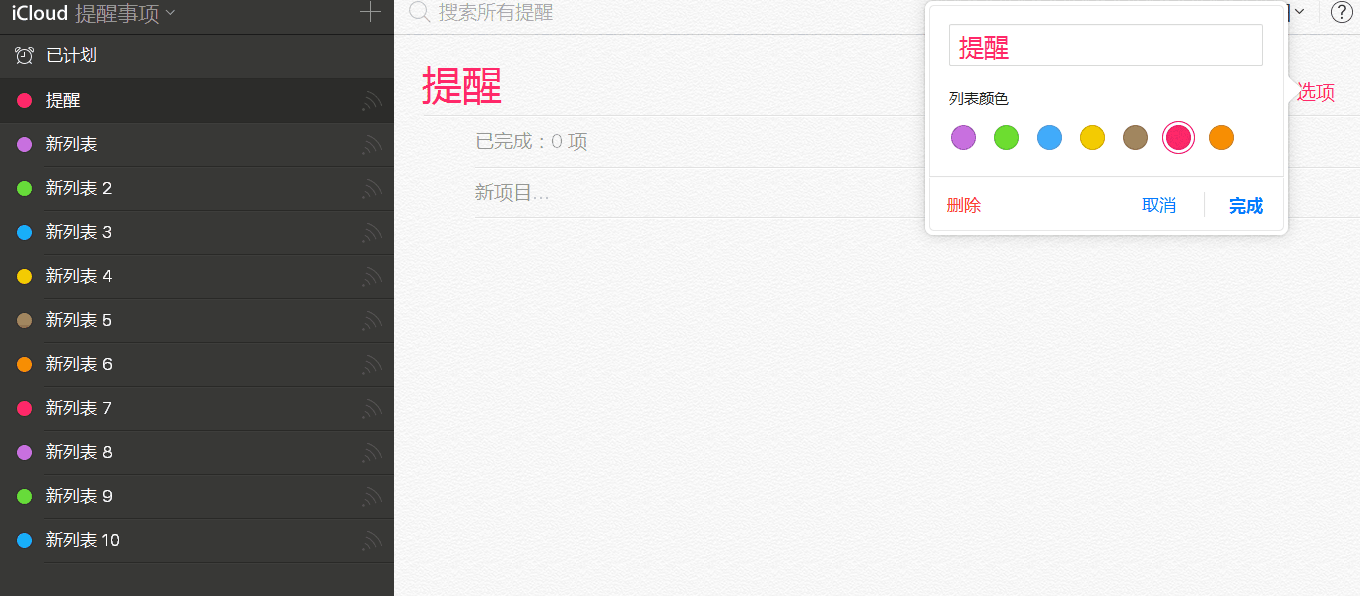 iCloud 提醒事项
已计划
提醒
新列表
新列表 2
新列表 3
新列表 4
新列表 5
新列表 6
新列表 7
新列表 8
新列表 9
新列表 10
搜索所有提醒
提醒
已完成：0 项
新项目...
提醒
列表颜色
删除 取消 完成
选项
?